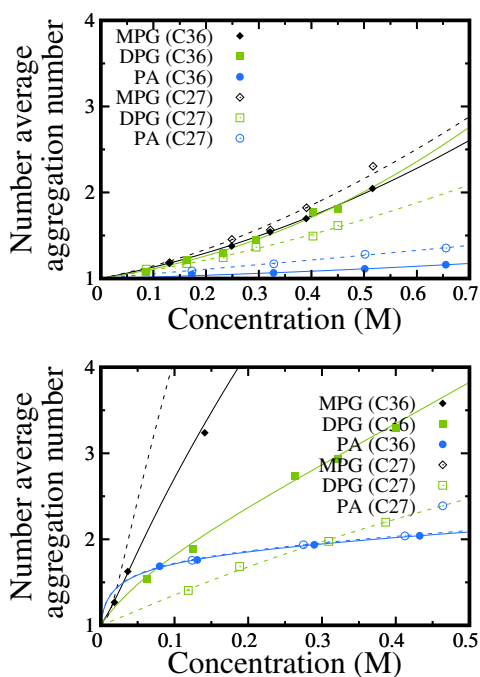 4
3
2
1
Number average
aggregation number
MPG (C36)
DPG (C36)
PA (C36)
MPG (C27)
DPG (C27)
PA (C27)
0 0.1 0.2 0.3 0.4 0.5 0.6 0.7
Concentration (M)
4
3
2
1
Number average
aggregation number
MPG (C36)
DPG (C36)
PA (C36)
MPG (C27)
DPG (C27)
PA (C27)
0 0.1 0.2 0.3 0.4 0.5
Concentration (M)